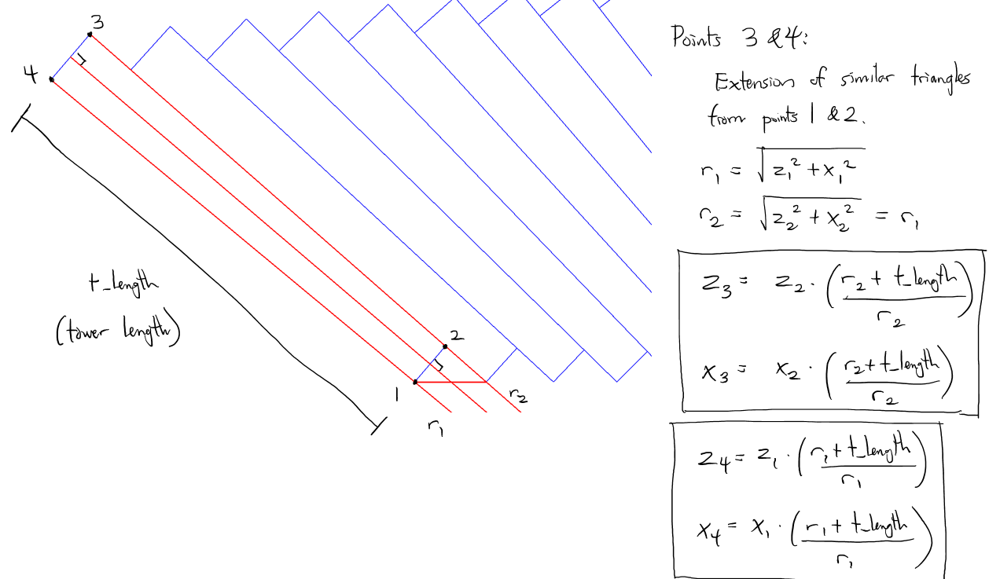 3
4
t_length
(tower length)
2
1
r₂
r₁
Points 3 & 4:
Extension of similar triangles
from points 1 & 2.
r₁ = √(z₁² + x₁²)
r₂ = √(z₂² + x₂²) = r₁
z₃ = z₂ · ((r₂ + t_length) / r₂)
x₃ = x₂ · ((r₂ + t_length) / r₂)
z₄ = z₁ · ((r₁ + t_length) / r₁)
x₄ = x₁ · ((r₁ + t_length) / r₁)